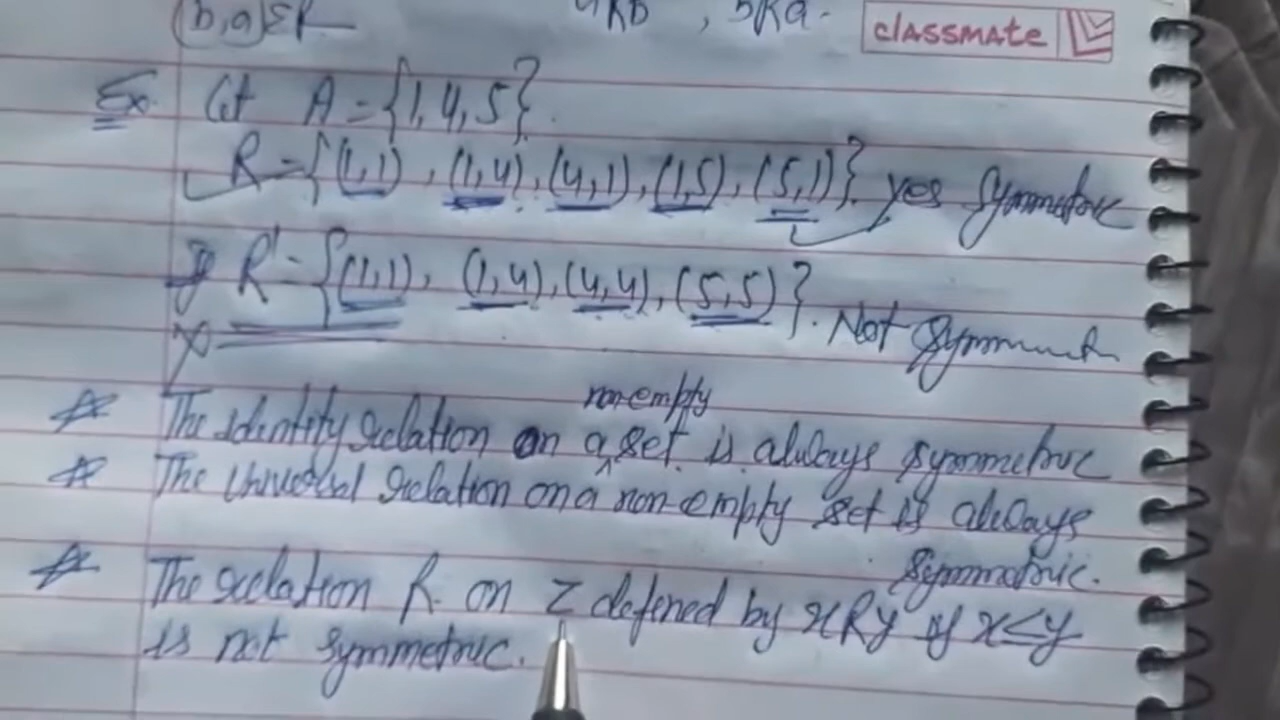 (b,a)∈R aRb , bRa.
classmate
Ex. Let A = {1,4,5}.
R = {(1,1), (1,4), (4,1), (1,5), (5,1)}. yes Symmetric
R' = {(1,1), (1,4), (4,4), (5,5)}. Not Symmetric
non-empty
The identity relation on a set is always symmetric
The universal relation on a non-empty set is always
Symmetric.
The relation R on Z defined by xRy if x≤y
is not symmetric.